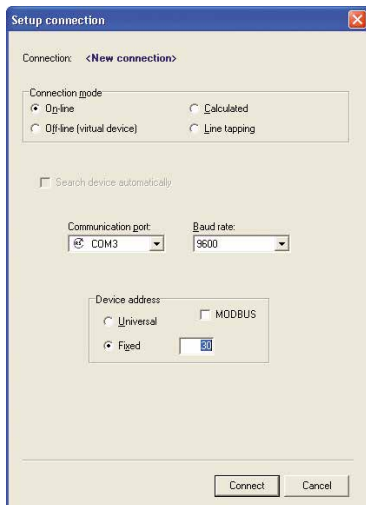 Setup connection
Connection: <New connection>
Connection mode
On-line
Calculated
Off-line (virtual device)
Line tapping
Search device automatically
Communication port:
Baud rate:
COM3
9600
Device address
Universal
MODBUS
Fixed
30
Connect
Cancel